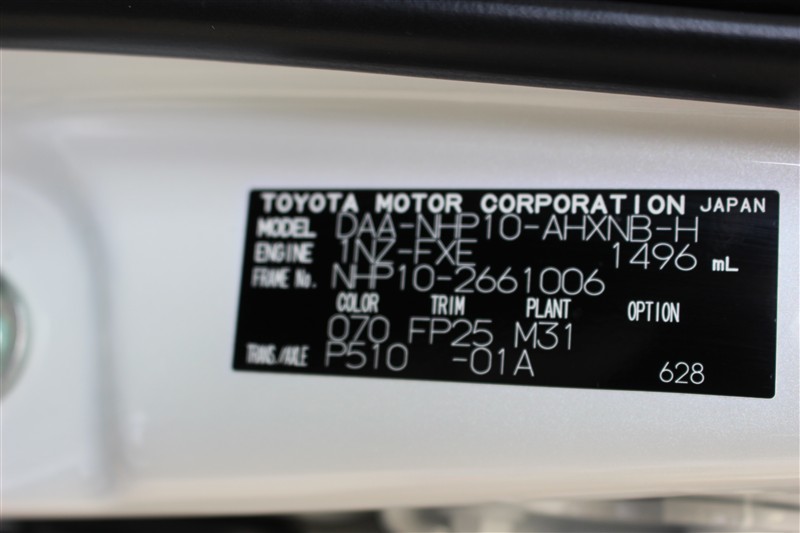 TOYOTA MOTOR CORPORATION JAPAN
MODEL DAA-NHP10-AHXNB-H
ENGINE 1NZ-FXE 1496 mL
FRAME No. NHP10-2661006
COLOR TRIM PLANT OPTION
070 FP25 M31
TRANS./AXLE P510 -01A 628